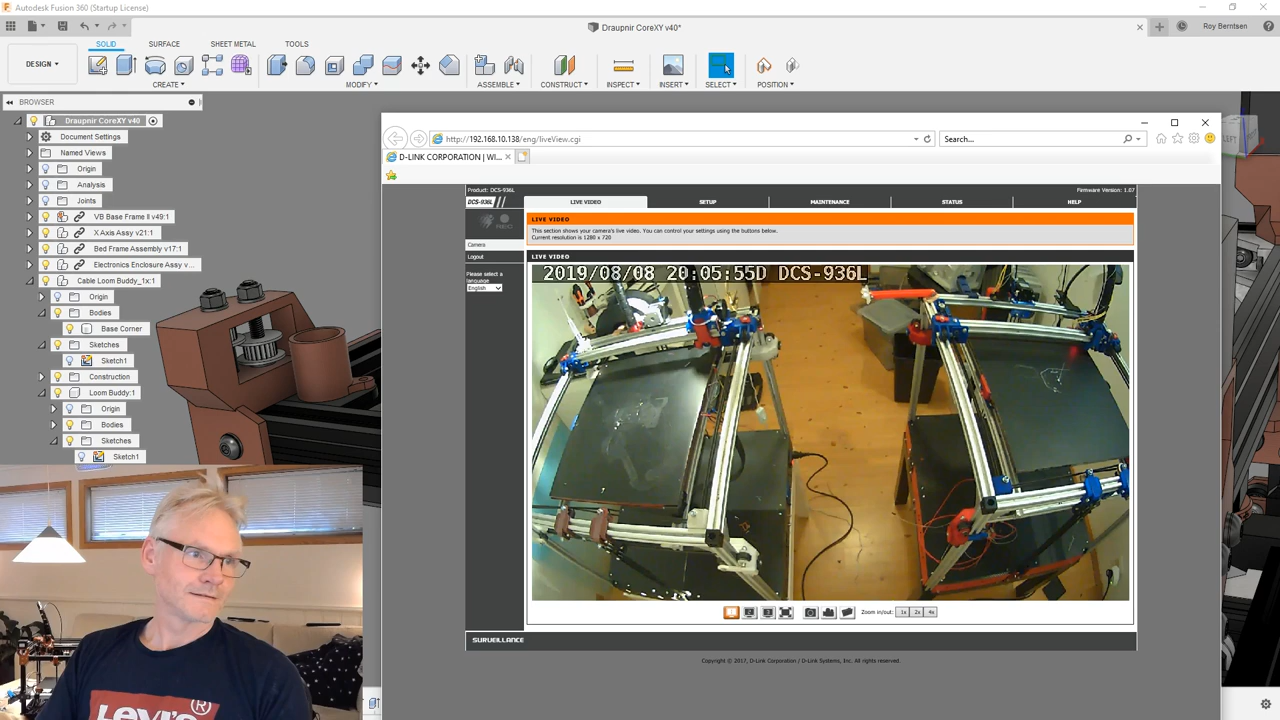 Autodesk Fusion 360 (Startup License)
Draupnir CoreXY v40*
Roy Berntsen
SOLID
SURFACE
SHEET METAL
TOOLS
DESIGN
CREATE
MODIFY
ASSEMBLE
CONSTRUCT
INSPECT
INSERT
SELECT
POSITION
BROWSER
Draupnir CoreXY v40
Document Settings
Named Views
Origin
Analysis
Joints
VB Base Frame II v49:1
X Axis Assy v21:1
Bed Frame Assembly v17:1
Electronics Enclosure Assy v...
Cable Loom Buddy_1x:1
Origin
Bodies
Base Corner
Sketches
Sketch1
Construction
Loom Buddy:1
Origin
Bodies
Sketches
Sketch1
http://192.168.10.138/eng/liveView.cgi
Search...
D-LINK CORPORATION | WI...
Product: DCS-936L
Firmware Version: 1.07
DCS-936L
LIVE VIDEO
SETUP
MAINTENANCE
STATUS
HELP
Camera
Logout
Please select a
language
English
LIVE VIDEO
This section shows your camera's live video. You can control your settings using the buttons below.
Current resolution is 1280 x 720
LIVE VIDEO
2019/08/08 20:05:55D DCS-936L
Zoom in/out:
1x
2x
4x
SURVEILLANCE
Copyright © 2017, D-Link Corporation / D-Link Systems, Inc. All rights reserved.
Levi's
®